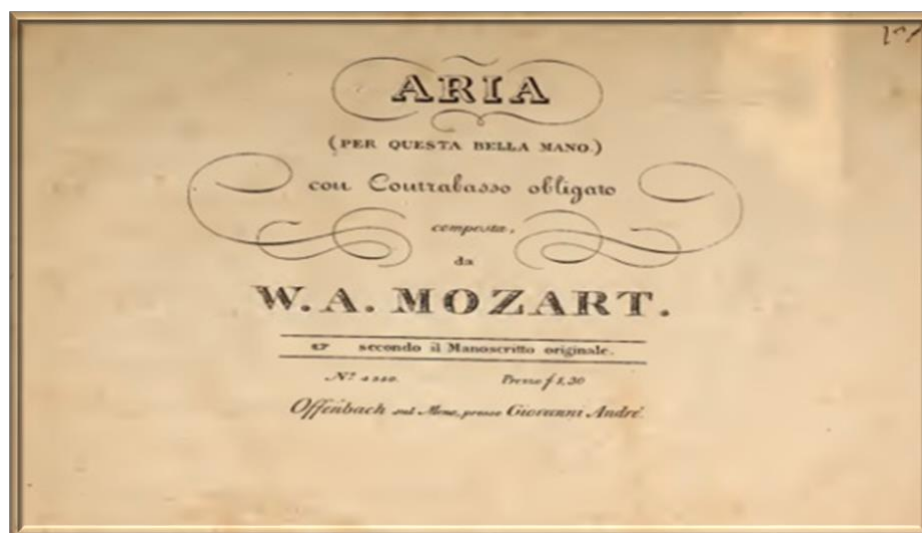 ARIA
(PER QUESTA BELLA MANO.)
con Contrabasso obligato
composta,
da
W. A. MOZART.
☞ secondo il Manoscritto originale.
Nº Prezzo f 1,30
Offenbach sul Meno, presso Giovanni André.